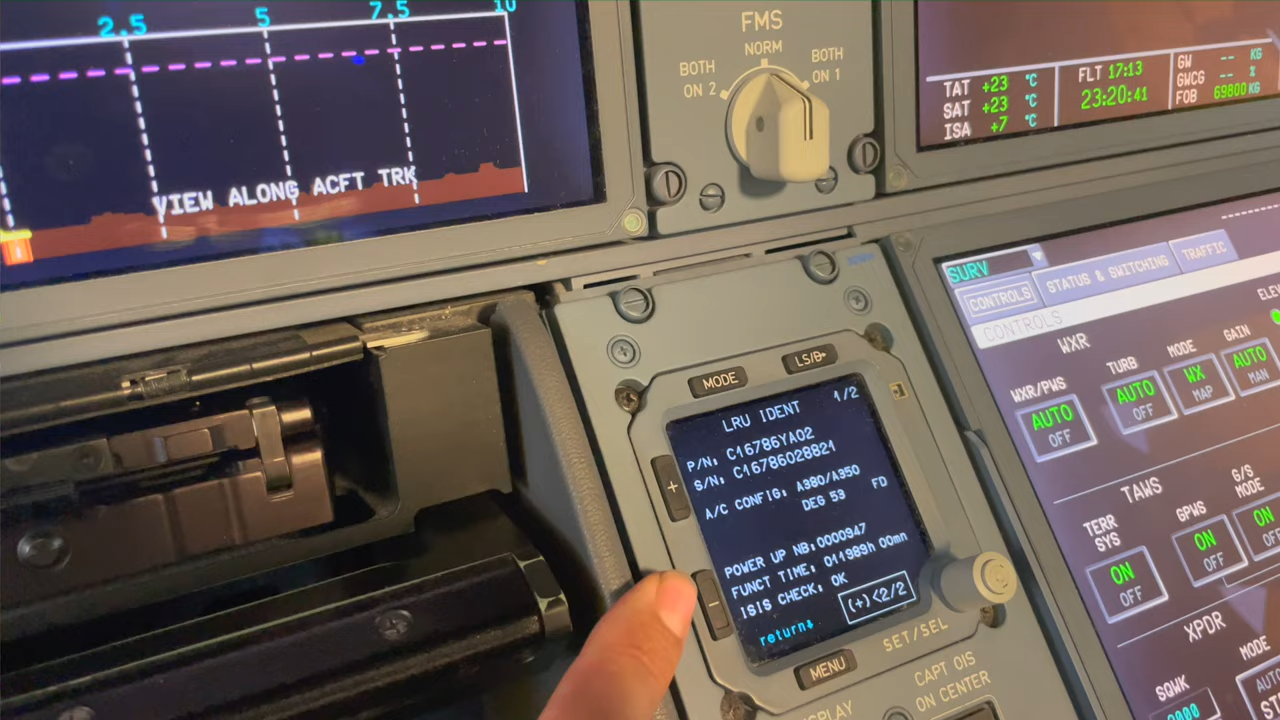 2.5 5 7.5 10
VIEW ALONG ACFT TRK
FMS
NORM
BOTH ON 2
BOTH ON 1
TAT +23 °C
SAT +23 °C
ISA +7 °C
FLT 17:13
23:20:41
GW -- KG
GWCG -- %
FOB 69800 KG
MODE
LS/B
LRU IDENT 1/2
P/N: C16786YA02
S/N: C16786028821
A/C CONFIG: A380/A350
DEG 53 FD
POWER UP NB:0000947
FUNCT TIME: 011989h 00mn
ISIS CHECK: OK
(+)<2/2
return
+
-
MENU
SET/SEL
CAPT OIS
ON CENTER
SURV
CONTROLS
STATUS & SWITCHING
TRAFFIC
CONTROLS
WXR
WXR/PWS
AUTO
OFF
TURB
AUTO
OFF
MODE
WX
MAP
GAIN
AUTO
MAN
TAWS
TERR
SYS
ON
OFF
GPWS
ON
OFF
G/S
MODE
ON
OFF
XPDR
SQWK
MODE